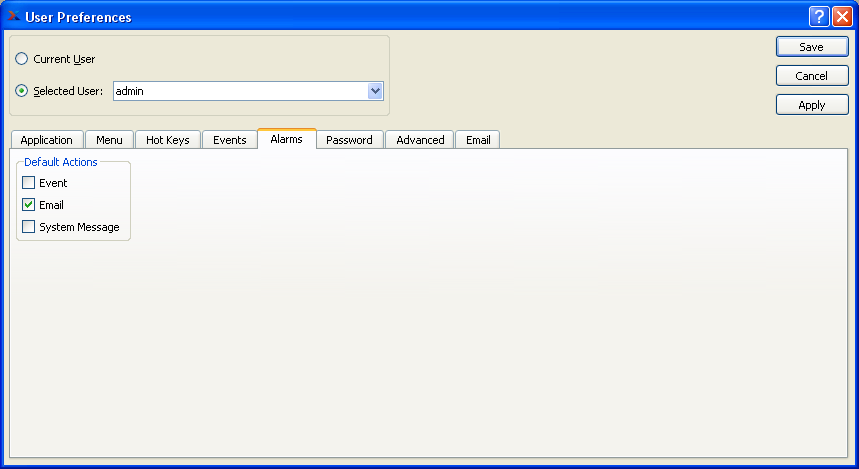 User Preferences
Current User
Selected User: admin
Save
Cancel
Apply
Application Menu Hot Keys Events Alarms Password Advanced Email
Default Actions
Event
Email
System Message